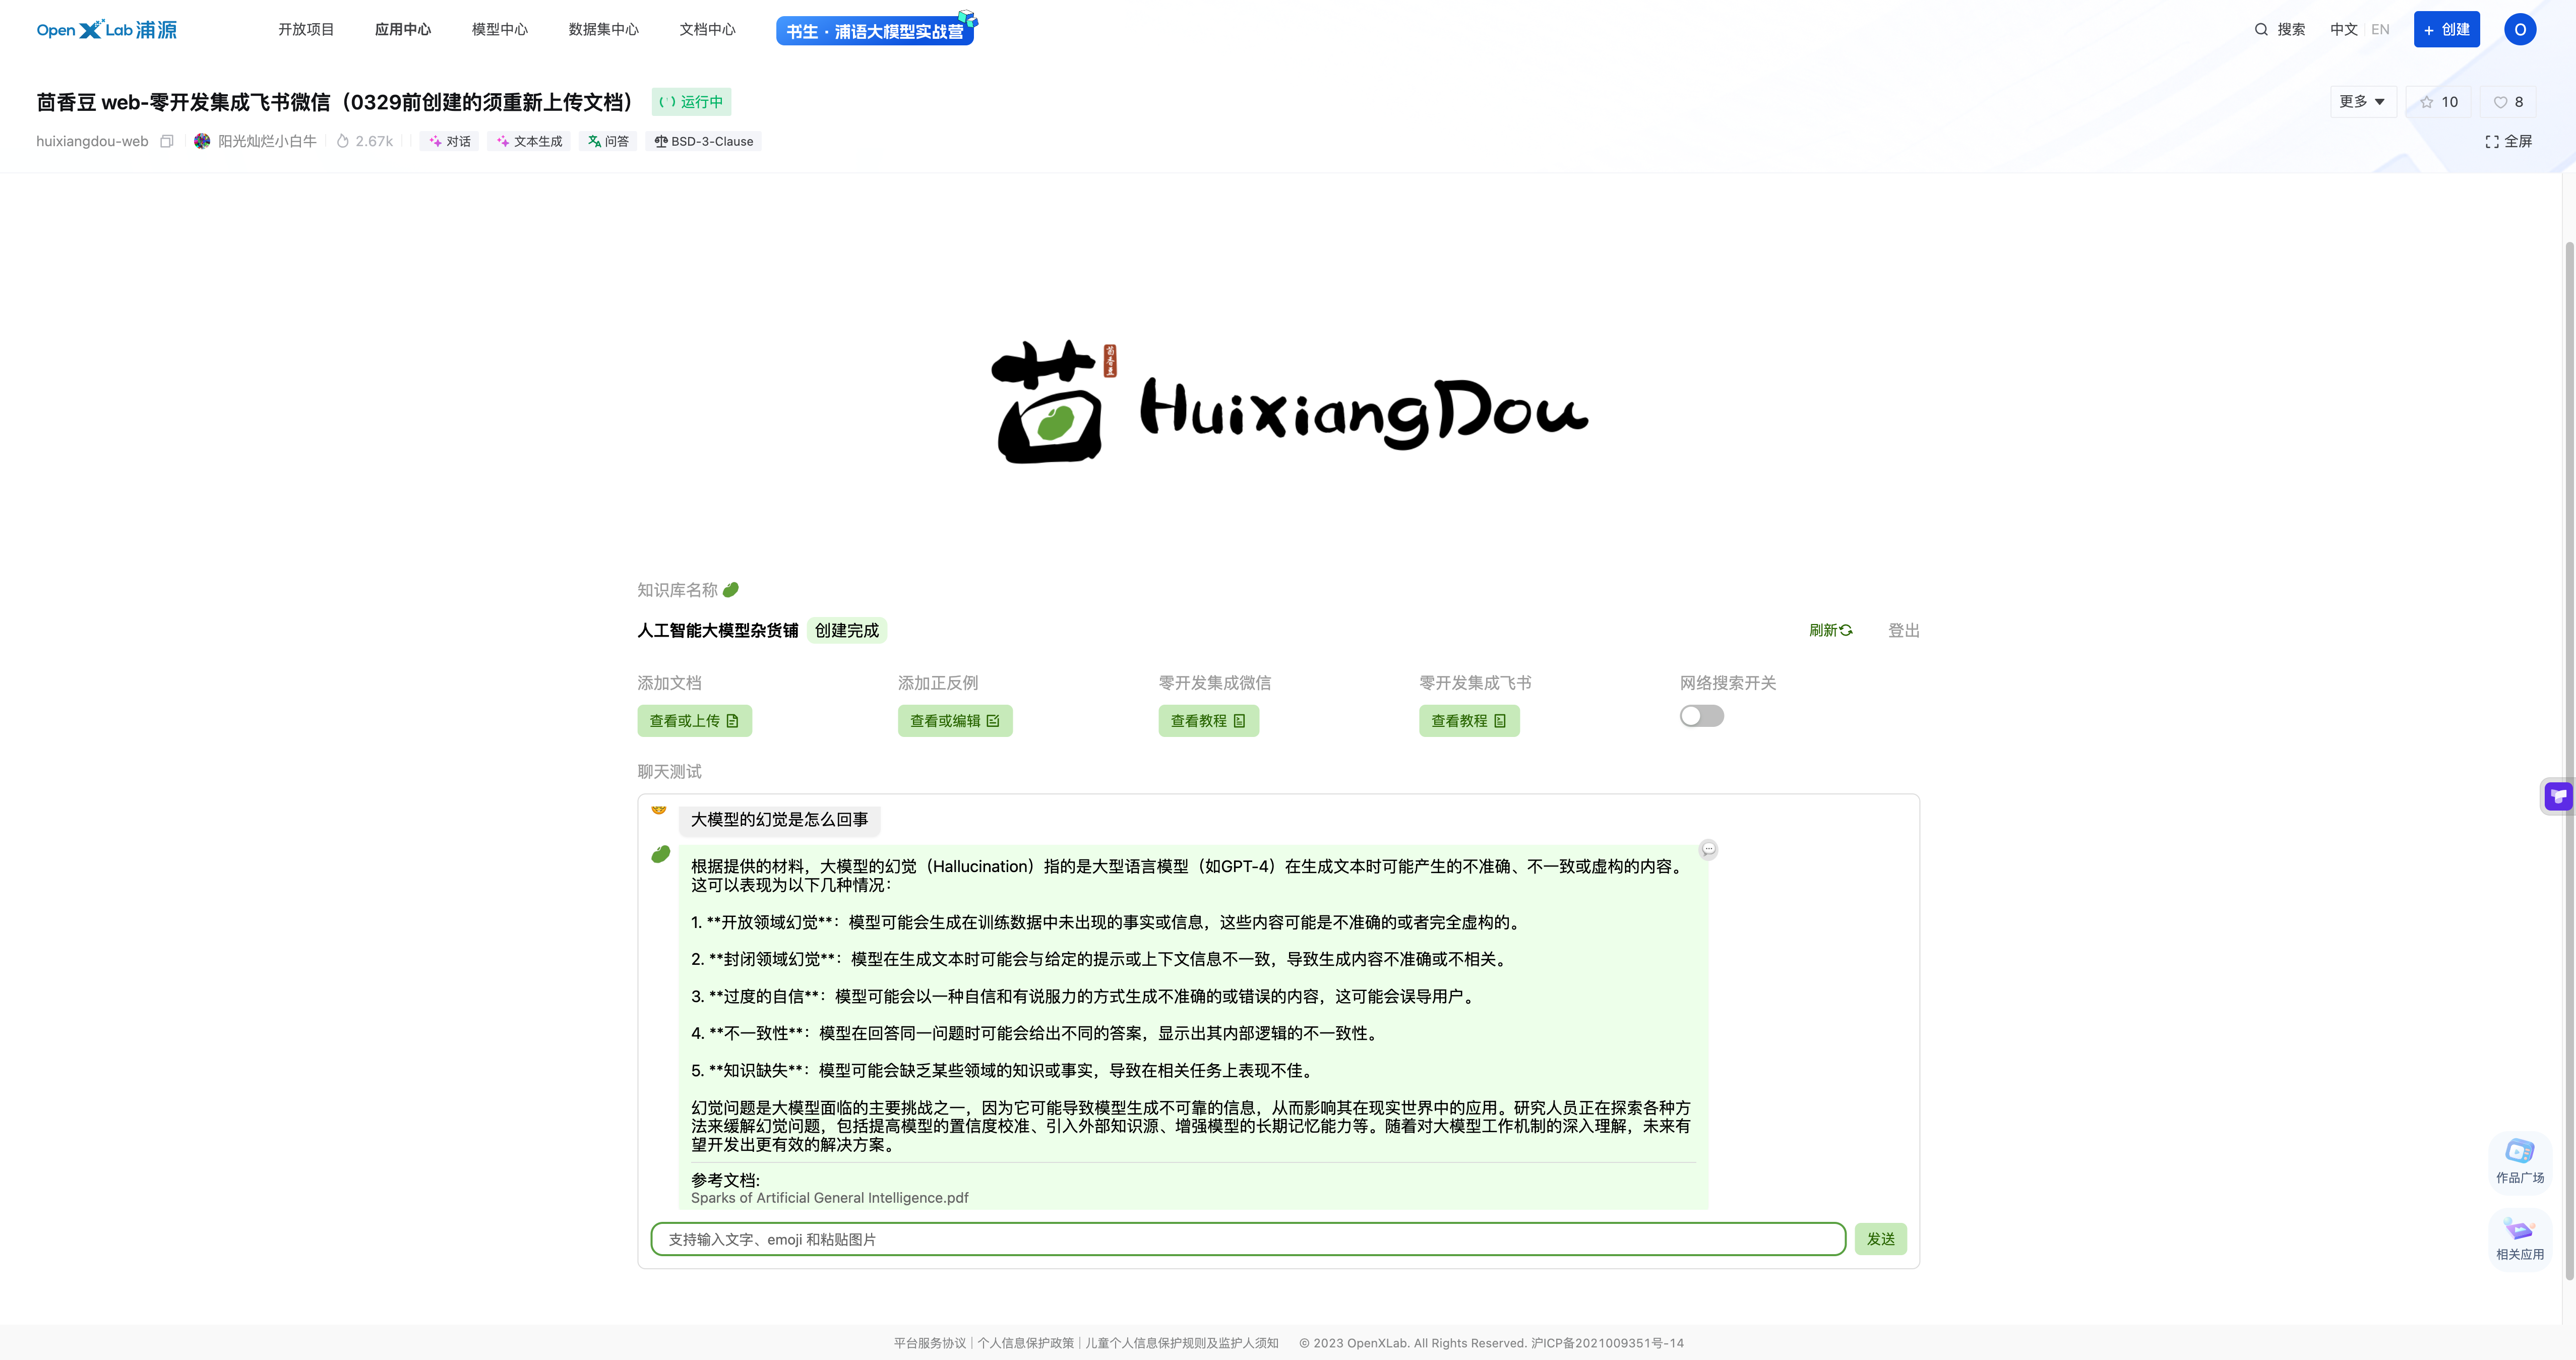 OpenXLab 浦源
开放项目
应用中心
模型中心
数据集中心
文档中心
书生·浦语大模型实战营
搜索
中文 EN
+ 创建
O
茴香豆 web-零开发集成飞书微信（0329前创建的须重新上传文档）
运行中
更多
10
8
huixiangdou-web
阳光灿烂小白牛
2.67k
对话
文本生成
问答
BSD-3-Clause
全屏
茴
茴香豆
HuixiangDou
知识库名称
人工智能大模型杂货铺
创建完成
刷新
登出
添加文档
添加正反例
零开发集成微信
零开发集成飞书
网络搜索开关
查看或上传
查看或编辑
查看教程
查看教程
聊天测试
大模型的幻觉是怎么回事
根据提供的材料，大模型的幻觉（Hallucination）指的是大型语言模型（如GPT-4）在生成文本时可能产生的不准确、不一致或虚构的内容。
这可以表现为以下几种情况：
1. **开放领域幻觉**：模型可能会生成在训练数据中未出现的事实或信息，这些内容可能是不准确的或者完全虚构的。
2. **封闭领域幻觉**：模型在生成文本时可能会与给定的提示或上下文信息不一致，导致生成内容不准确或不相关。
3. **过度的自信**：模型可能会以一种自信和有说服力的方式生成不准确的或错误的内容，这可能会误导用户。
4. **不一致性**：模型在回答同一问题时可能会给出不同的答案，显示出其内部逻辑的不一致性。
5. **知识缺失**：模型可能会缺乏某些领域的知识或事实，导致在相关任务上表现不佳。
幻觉问题是大模型面临的主要挑战之一，因为它可能导致模型生成不可靠的信息，从而影响其在现实世界中的应用。研究人员正在探索各种方
法来缓解幻觉问题，包括提高模型的置信度校准、引入外部知识源、增强模型的长期记忆能力等。随着对大模型工作机制的深入理解，未来有
望开发出更有效的解决方案。
参考文档:
Sparks of Artificial General Intelligence.pdf
支持输入文字、emoji 和粘贴图片
发送
作品广场
相关应用
平台服务协议 | 个人信息保护政策 | 儿童个人信息保护规则及监护人须知 © 2023 OpenXLab. All Rights Reserved. 沪ICP备2021009351号-14